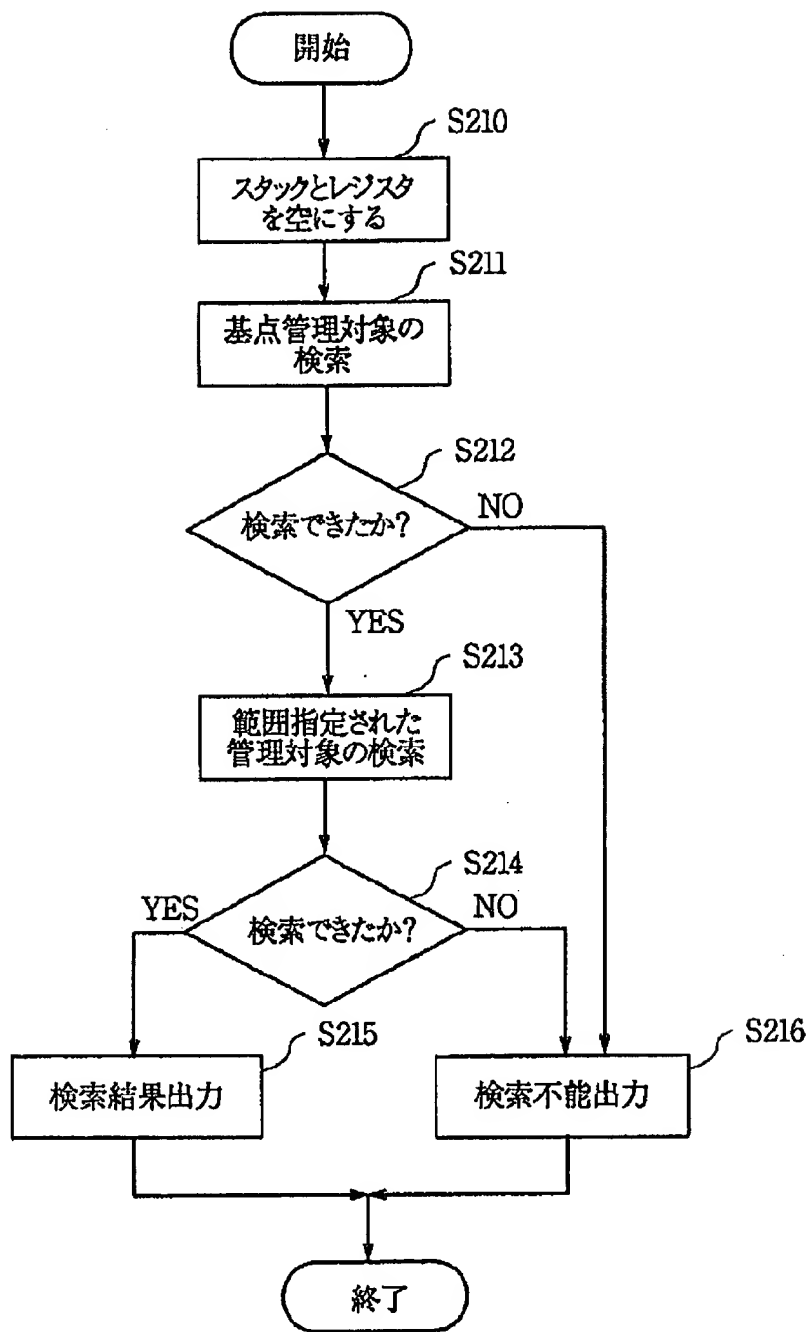 開始
S210
スタックとレジスタ
を空にする
S211
基点管理対象の
検索
S212
検索できたか?
NO
YES
S213
範囲指定された
管理対象の検索
S214
YES
検索できたか?
NO
S215
検索結果出力
S216
検索不能出力
終了